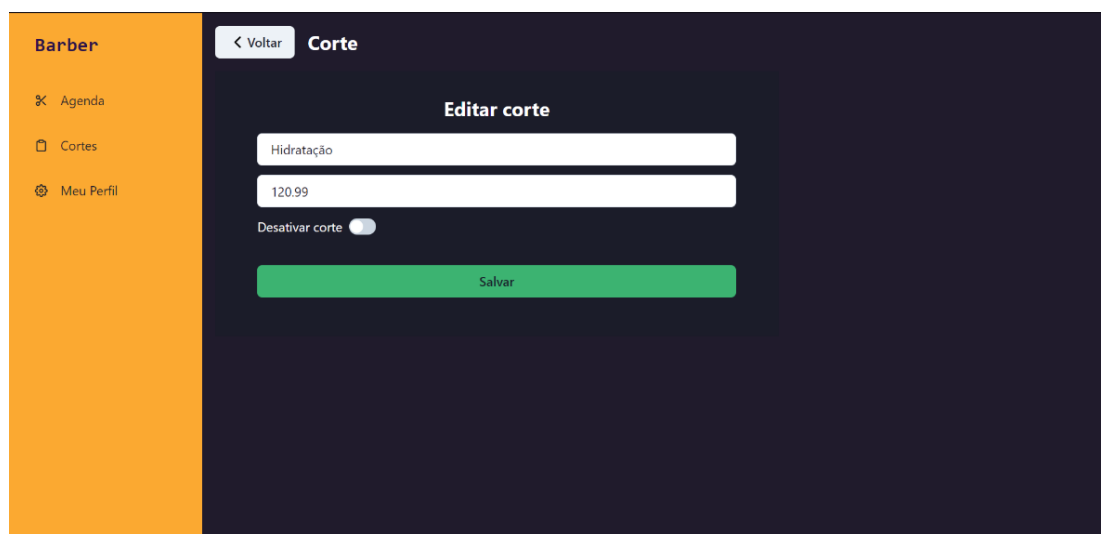 Barber
Agenda
Cortes
Meu Perfil
Voltar
Corte
Editar corte
Hidratação
120.99
Desativar corte
Salvar